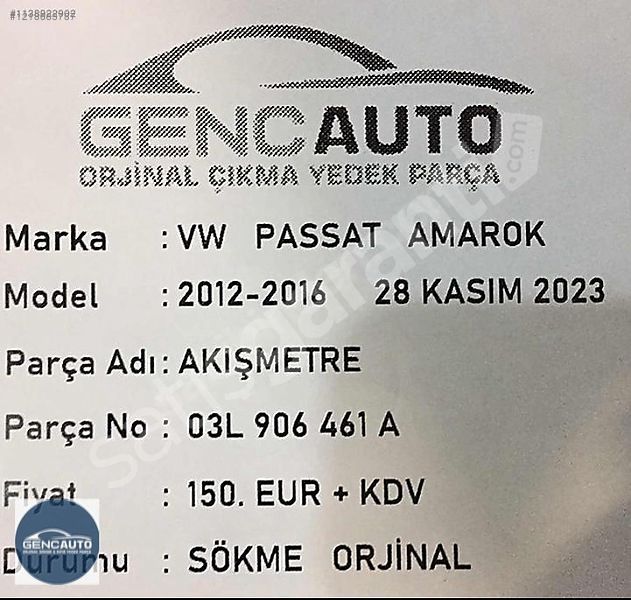 GENCAUTO
ORJİNAL ÇIKMA YEDEK PARÇA
Marka : VW PASSAT AMAROK
Model : 2012-2016 28 KASIM 2023
Parça Adı : AKIŞMETRE
Parça No : 03L 906 461 A
Fiyat : 150. EUR + KDV
GENCAUTO
Durumu : SÖKME ORJİNAL